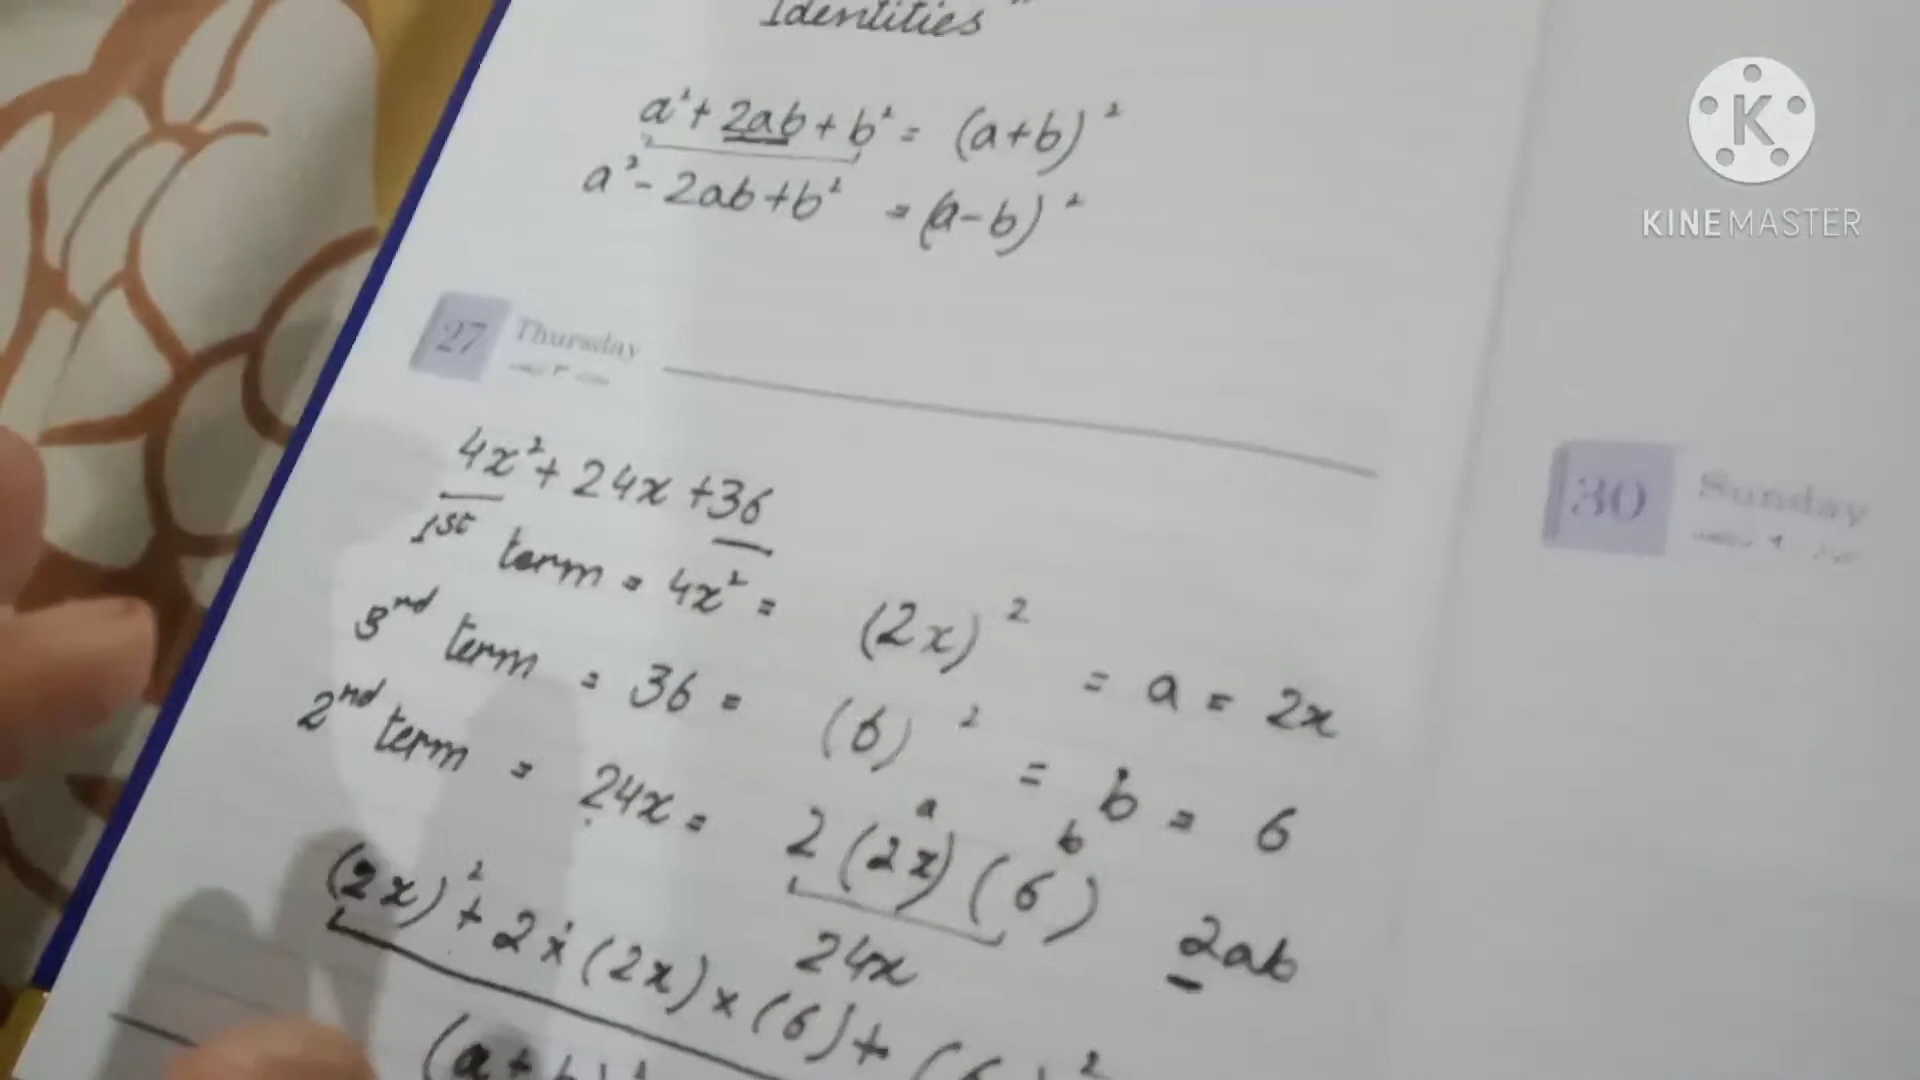 Identities"
a² + 2ab + b² = (a+b)²
a² - 2ab + b² = (a-b)²
K
KINEMASTER
27 Thursday
4x² + 24x + 36
1st term = 4x² = (2x)² = a = 2x
3nd term = 36 = (6)² = b = 6
2nd term = 24x = 2(2x)(6) 2ab
a b
24x
(2x)² + 2 × (2x) × (6) + (6)²
(a + b)²
30 Sunday